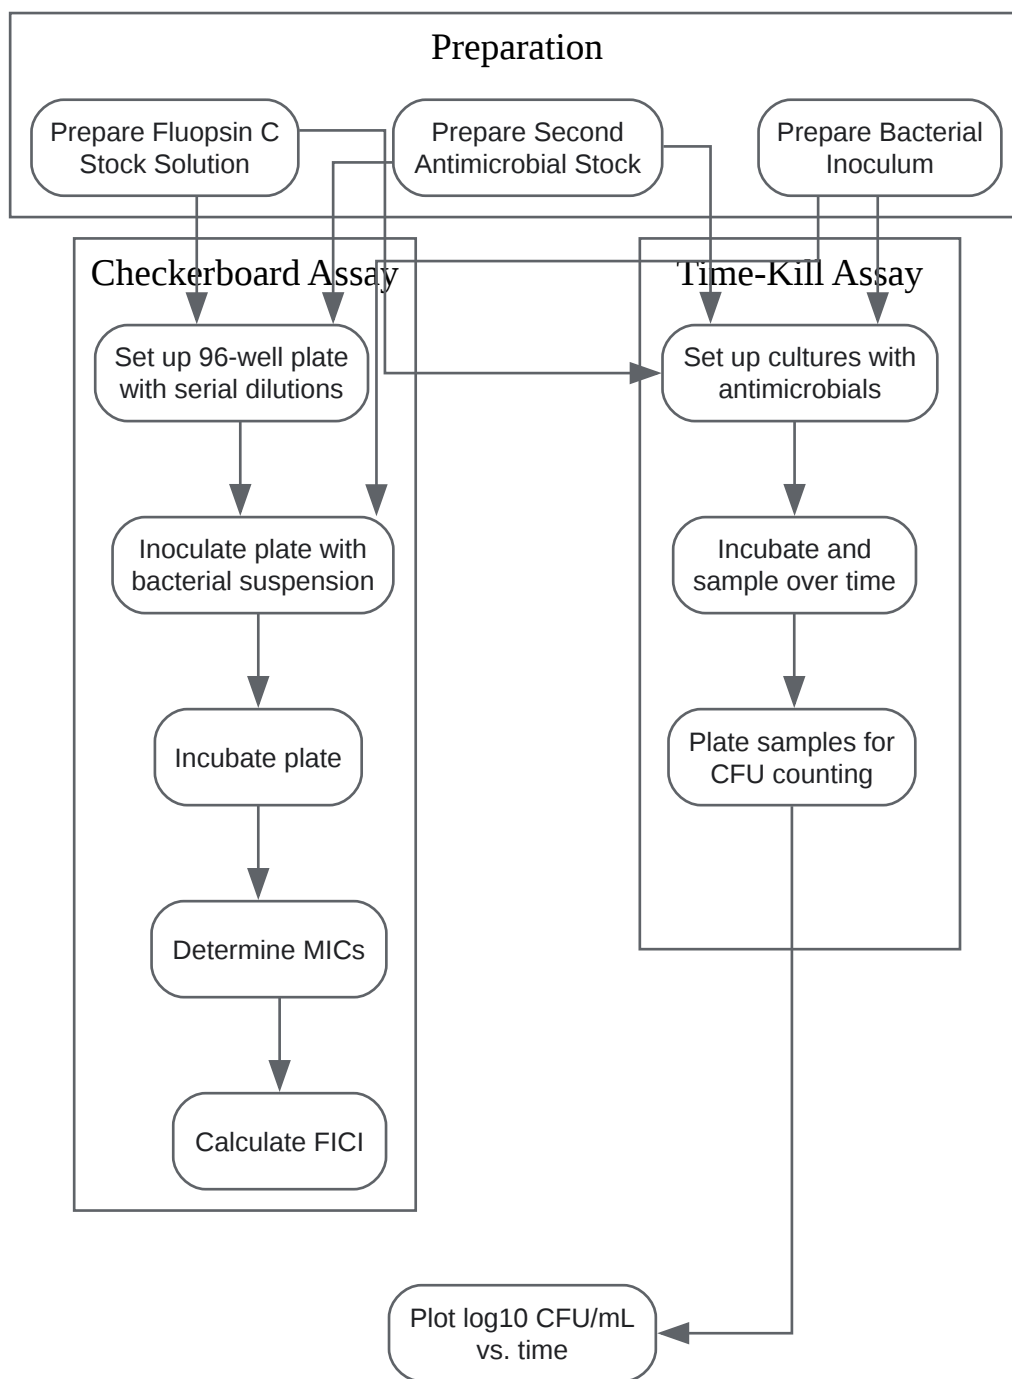 Preparation
Prepare Fluopsin C
Stock Solution
Prepare Second
Antimicrobial Stock
Prepare Bacterial
Inoculum
Checkerboard Assay
Time-Kill Assay
Set up 96-well plate
with serial dilutions
Set up cultures with
antimicrobials
Inoculate plate with
bacterial suspension
Incubate and
sample over time
Incubate plate
Plate samples for
CFU counting
Determine MICs
Calculate FICI
Plot log10 CFU/mL
vs. time